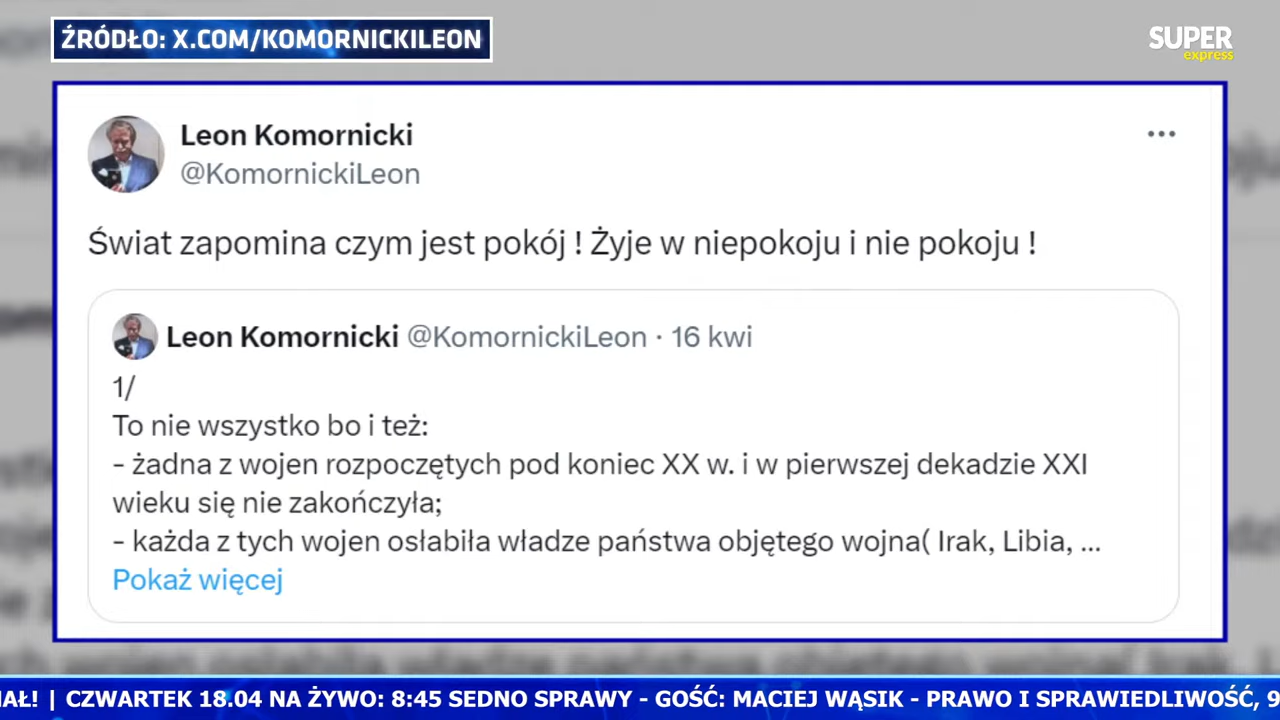 ŹRÓDŁO: X.COM/KOMORNICKILEON
SUPER
express
Leon Komornicki
@KomornickiLeon
Świat zapomina czym jest pokój ! Żyje w niepokoju i nie pokoju !
Leon Komornicki @KomornickiLeon · 16 kwi
1/
To nie wszystko bo i też:
- żadna z wojen rozpoczętych pod koniec XX w. i w pierwszej dekadzie XXI
wieku się nie zakończyła;
- każda z tych wojen osłabiła władze państwa objętego wojna( Irak, Libia, ...
Pokaż więcej
| CZWARTEK 18.04 NA ŻYWO: 8:45 SEDNO SPRAWY - GOŚĆ: MACIEJ WĄSIK - PRAWO I SPRAWIEDLIWOŚĆ, 9